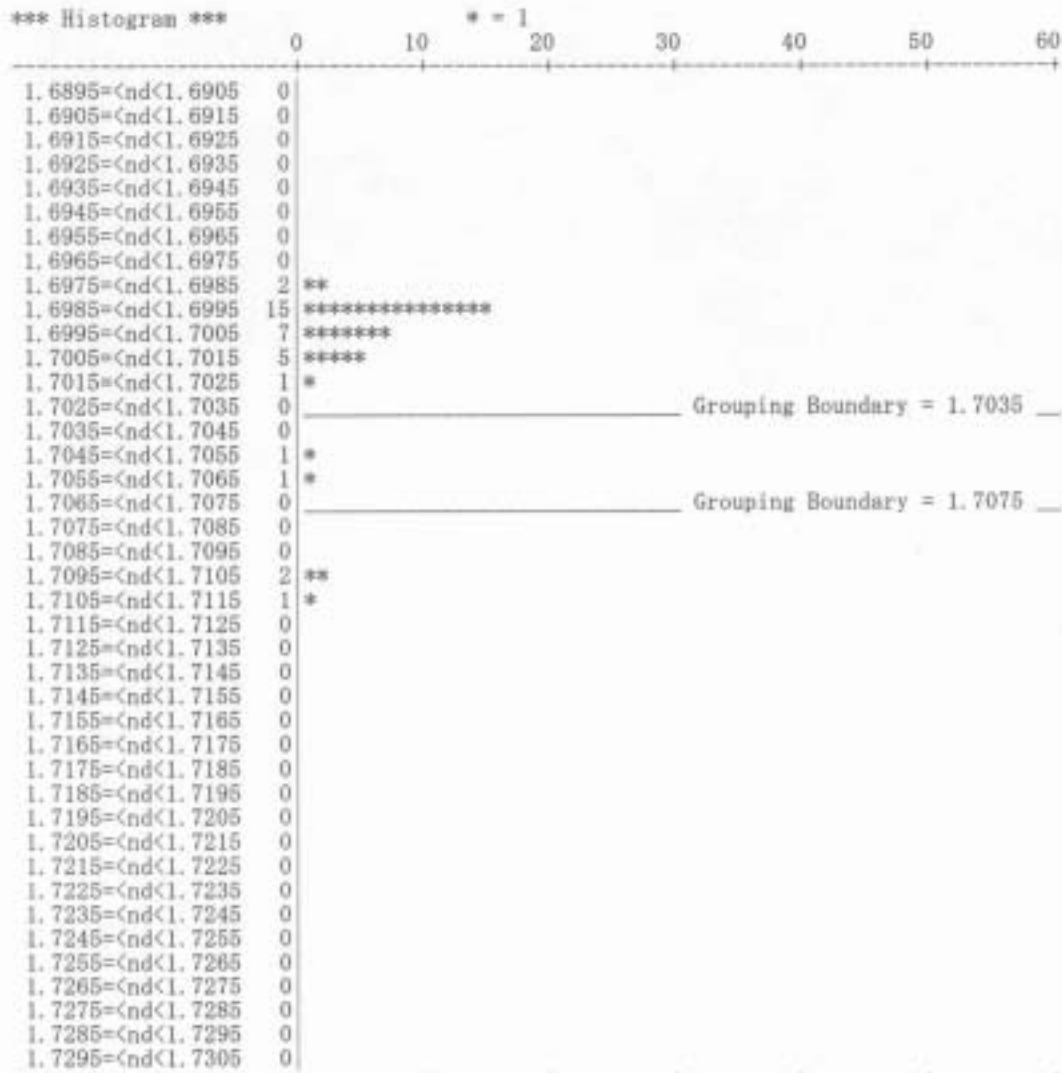 *** Histogram *** * = 1
0 10 20 30 40 50 60
1.6895=<nd<1.6905 0
1.6905=<nd<1.6915 0
1.6915=<nd<1.6925 0
1.6925=<nd<1.6935 0
1.6935=<nd<1.6945 0
1.6945=<nd<1.6955 0
1.6955=<nd<1.6965 0
1.6965=<nd<1.6975 0
1.6975=<nd<1.6985 2 **
1.6985=<nd<1.6995 15 ***************
1.6995=<nd<1.7005 7 *******
1.7005=<nd<1.7015 5 *****
1.7015=<nd<1.7025 1 *
1.7025=<nd<1.7035 0 Grouping Boundary = 1.7035
1.7035=<nd<1.7045 0
1.7045=<nd<1.7055 1 *
1.7055=<nd<1.7065 1 *
1.7065=<nd<1.7075 0 Grouping Boundary = 1.7075
1.7075=<nd<1.7085 0
1.7085=<nd<1.7095 0
1.7095=<nd<1.7105 2 **
1.7105=<nd<1.7115 1 *
1.7115=<nd<1.7125 0
1.7125=<nd<1.7135 0
1.7135=<nd<1.7145 0
1.7145=<nd<1.7155 0
1.7155=<nd<1.7165 0
1.7165=<nd<1.7175 0
1.7175=<nd<1.7185 0
1.7185=<nd<1.7195 0
1.7195=<nd<1.7205 0
1.7205=<nd<1.7215 0
1.7215=<nd<1.7225 0
1.7225=<nd<1.7235 0
1.7235=<nd<1.7245 0
1.7245=<nd<1.7255 0
1.7255=<nd<1.7265 0
1.7265=<nd<1.7275 0
1.7275=<nd<1.7285 0
1.7285=<nd<1.7295 0
1.7295=<nd<1.7305 0